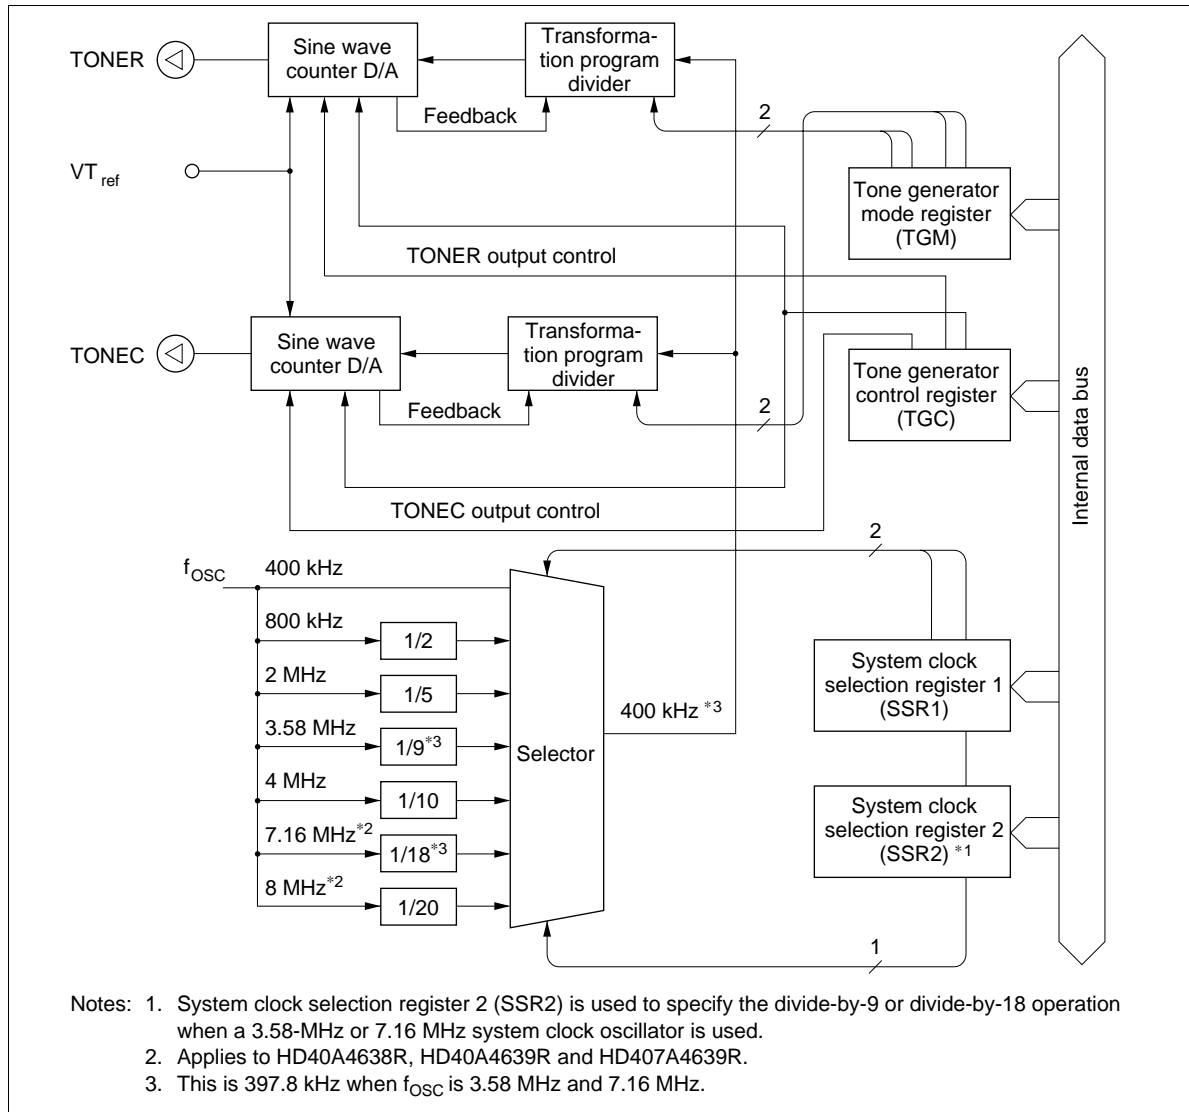 TONER
Sine wave
counter D/A
Transforma-
tion program
divider
Feedback
2
VT ref
Tone generator
mode register
(TGM)
TONER output control
TONEC
Sine wave
counter D/A
Transforma-
tion program
divider
Feedback
2
Tone generator
control register
(TGC)
Internal data bus
TONEC output control
fOSC
400 kHz
2
800 kHz
1/2
2 MHz
1/5
System clock
selection register 1
(SSR1)
3.58 MHz
1/9*3
Selector
400 kHz *3
4 MHz
1/10
System clock
selection register 2
(SSR2) *1
7.16 MHz*2
1/18*3
8 MHz*2
1/20
1
Notes: 1. System clock selection register 2 (SSR2) is used to specify the divide-by-9 or divide-by-18 operation
when a 3.58-MHz or 7.16 MHz system clock oscillator is used.
2. Applies to HD40A4638R, HD40A4639R and HD407A4639R.
3. This is 397.8 kHz when fOSC is 3.58 MHz and 7.16 MHz.